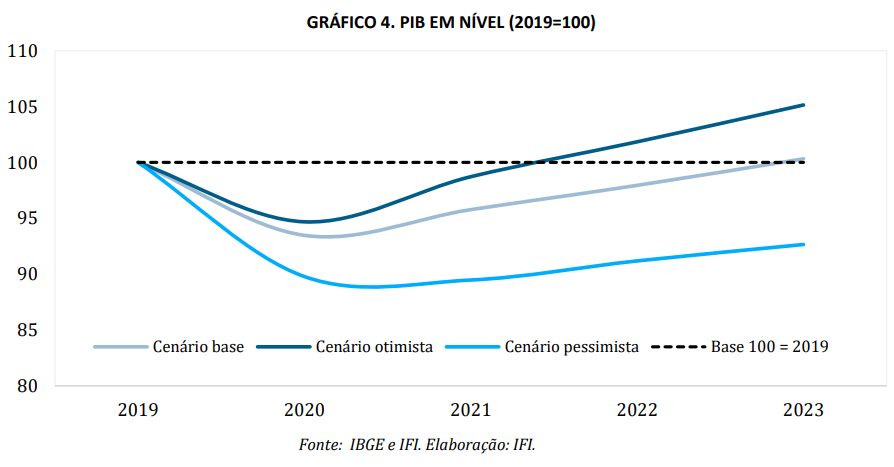 GRÁFICO 4. PIB EM NÍVEL (2019=100)
110
105
100
95
90
85
80
Cenário base
Cenário otimista
Cenário pessimista
Base 100 = 2019
2019
2020
2021
2022
2023
Fonte: IBGE e IFI. Elaboração: IFI.